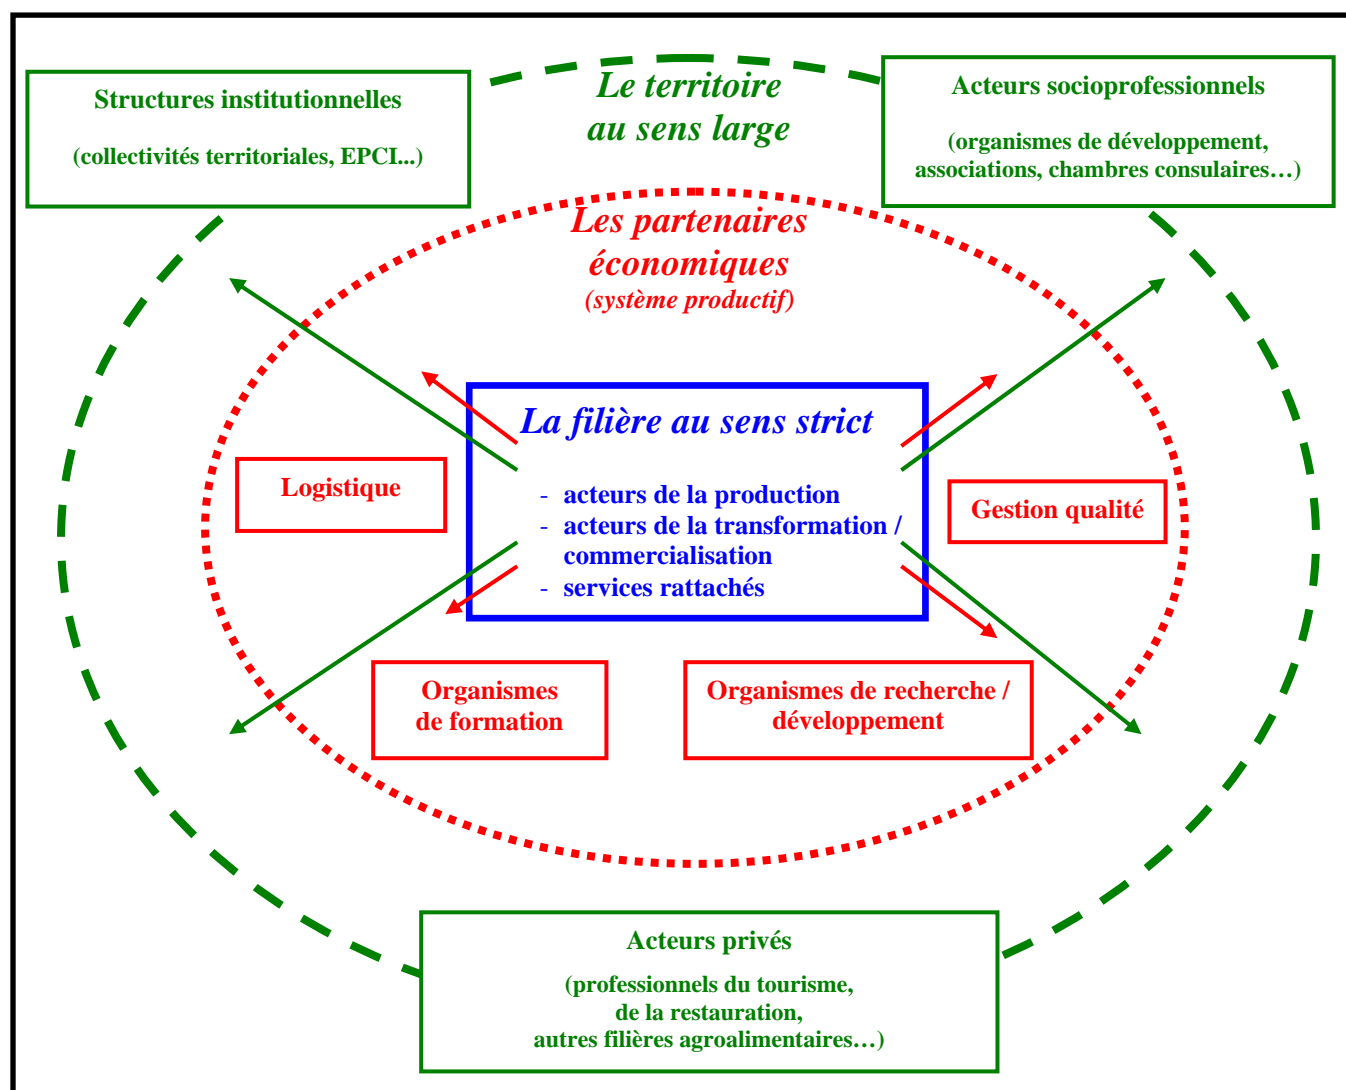 Structures institutionnelles
(collectivités territoriales, EPCI...)
Le territoire
au sens large
Acteurs socioprofessionnels
(organismes de développement,
associations, chambres consulaires…)
Les partenaires
économiques
(système productif)
La filière au sens strict
- acteurs de la production
- acteurs de la transformation /
commercialisation
- services rattachés
Logistique
Gestion qualité
Organismes
de formation
Organismes de recherche /
développement
Acteurs privés
(professionnels du tourisme,
de la restauration,
autres filières agroalimentaires…)